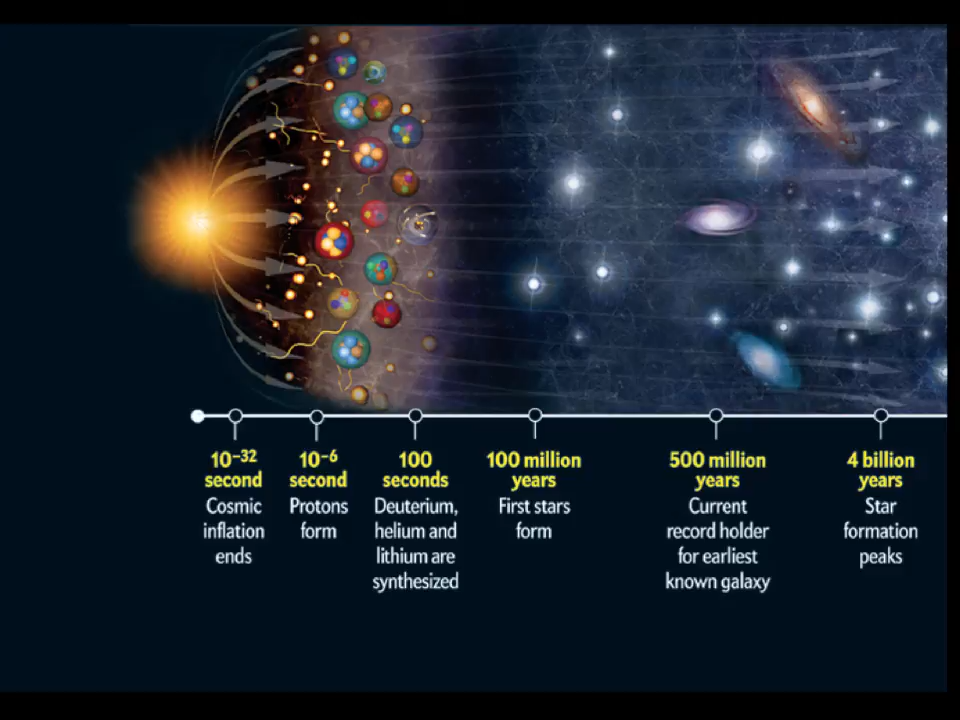 10⁻³²
second
Cosmic
inflation
ends
10⁻⁶
second
Protons
form
100
seconds
Deuterium,
helium and
lithium are
synthesized
100 million
years
First stars
form
500 million
years
Current
record holder
for earliest
known galaxy
4 billion
years
Star
formation
peaks